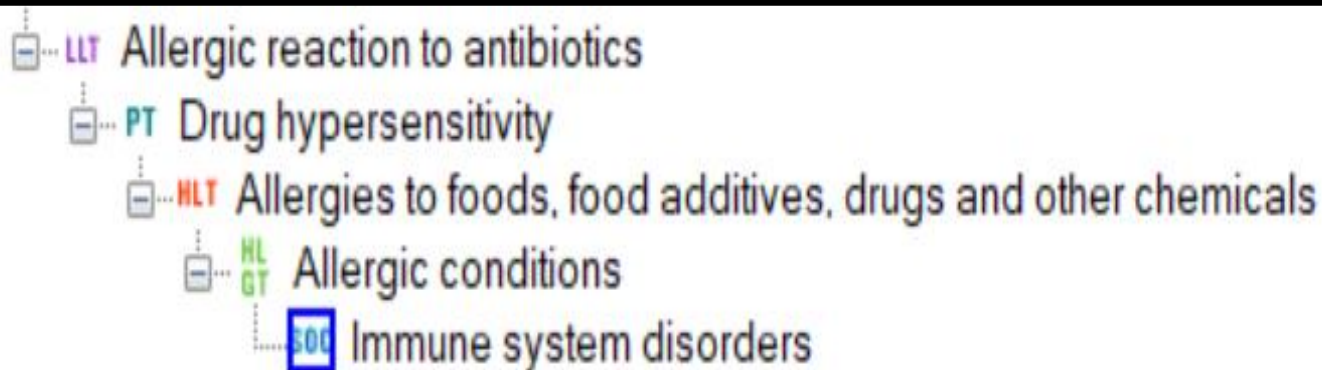 LLT Allergic reaction to antibiotics
PT Drug hypersensitivity
HLT Allergies to foods, food additives, drugs and other chemicals
HLGT Allergic conditions
SOC Immune system disorders